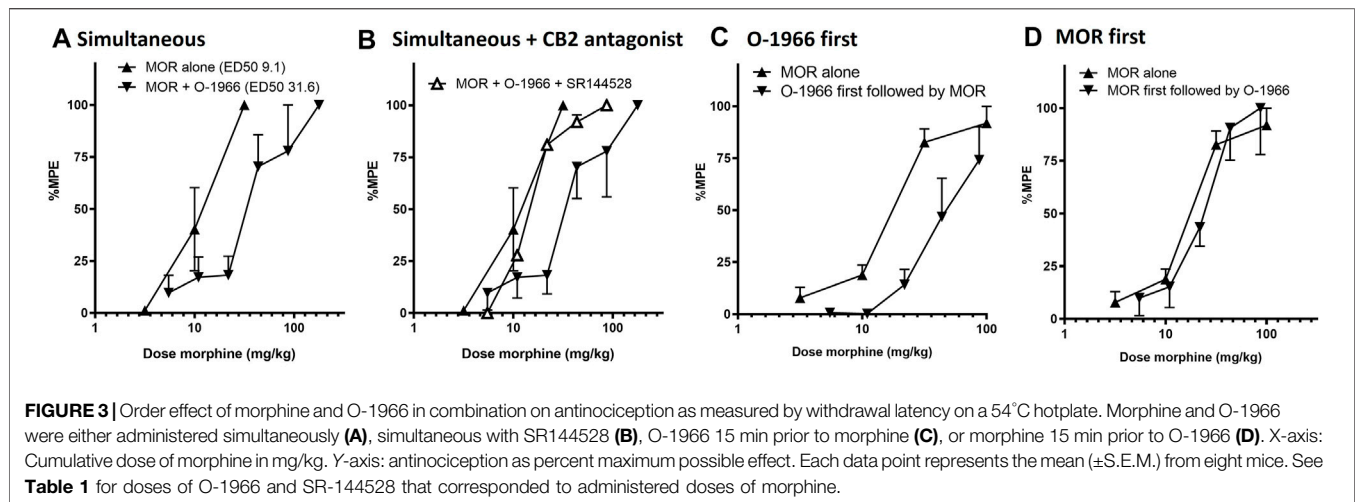 A Simultaneous
MOR alone (ED50 9.1)
MOR + O-1966 (ED50 31.6)
100
75
50
25
0
%MPE
1
10
100
Dose morphine (mg/kg)
B Simultaneous + CB2 antagonist
MOR + O-1966 + SR144528
100
75
50
25
0
%MPE
1
10
100
Dose morphine (mg/kg)
C O-1966 first
MOR alone
O-1966 first followed by MOR
100
75
50
25
0
%MPE
1
10
100
Dose morphine (mg/kg)
D MOR first
MOR alone
MOR first followed by O-1966
100
75
50
25
0
%MPE
1
10
100
Dose morphine (mg/kg)
FIGURE 3 | Order effect of morphine and O-1966 in combination on antinociception as measured by withdrawal latency on a 54°C hotplate. Morphine and O-1966
were either administered simultaneously (A), simultaneous with SR144528 (B), O-1966 15 min prior to morphine (C), or morphine 15 min prior to O-1966 (D). X-axis:
Cumulative dose of morphine in mg/kg. Y-axis: antinociception as percent maximum possible effect. Each data point represents the mean (±S.E.M.) from eight mice. See
Table 1 for doses of O-1966 and SR-144528 that corresponded to administered doses of morphine.